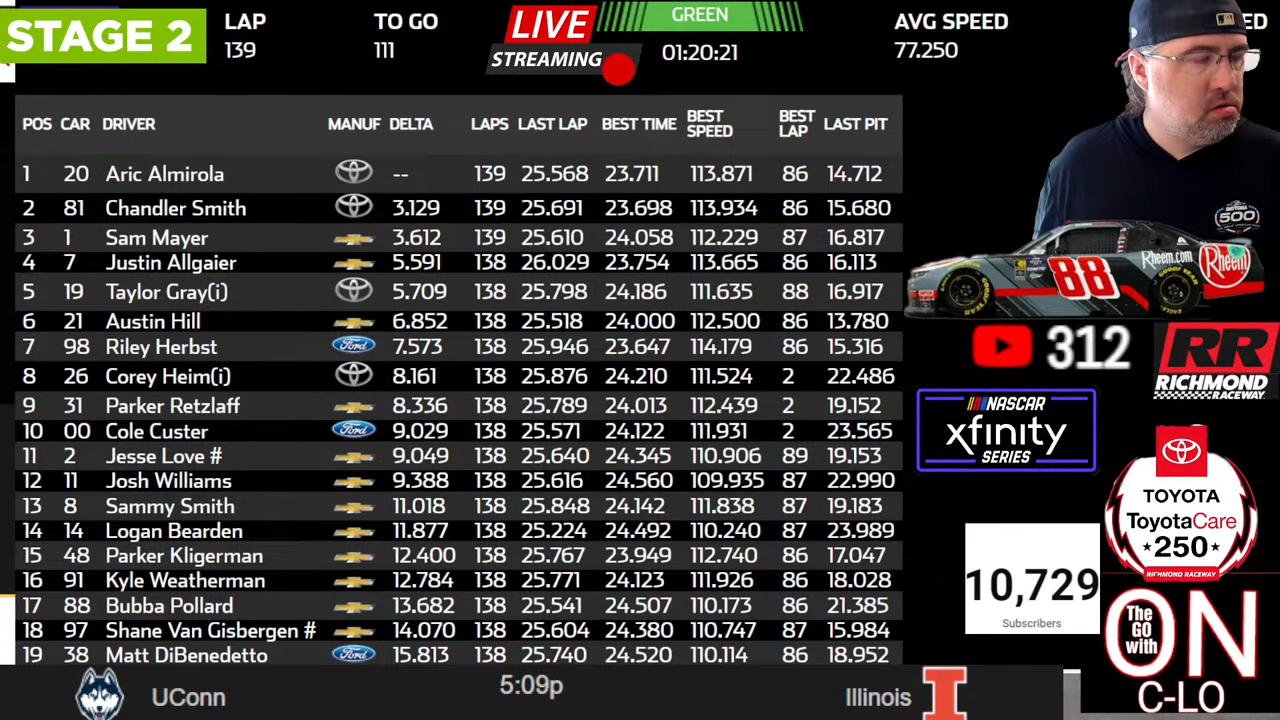 STAGE 2
LAP
139
TO GO
111
LIVE
STREAMING
GREEN
01:20:21
AVG SPEED
77.250
ED
POS CAR DRIVER MANUF DELTA LAPS LAST LAP BEST TIME BEST SPEED BEST LAP LAST PIT
1 20 Aric Almirola -- 139 25.568 23.711 113.871 86 14.712
2 81 Chandler Smith 3.129 139 25.691 23.698 113.934 86 15.680
3 1 Sam Mayer 3.612 139 25.610 24.058 112.229 87 16.817
4 7 Justin Allgaier 5.591 138 26.029 23.754 113.665 86 16.113
5 19 Taylor Gray(i) 5.709 138 25.798 24.186 111.635 88 16.917
6 21 Austin Hill 6.852 138 25.518 24.000 112.500 86 13.780
7 98 Riley Herbst Ford 7.573 138 25.946 23.647 114.179 86 15.316
8 26 Corey Heim(i) 8.161 138 25.876 24.210 111.524 2 22.486
9 31 Parker Retzlaff 8.336 138 25.789 24.013 112.439 2 19.152
10 00 Cole Custer Ford 9.029 138 25.571 24.122 111.931 2 23.565
11 2 Jesse Love # 9.049 138 25.640 24.345 110.906 89 19.153
12 11 Josh Williams 9.388 138 25.616 24.560 109.935 87 22.990
13 8 Sammy Smith 11.018 138 25.848 24.142 111.838 87 19.183
14 14 Logan Bearden 11.877 138 25.224 24.492 110.240 87 23.989
15 48 Parker Kligerman 12.400 138 25.767 23.949 112.740 86 17.047
16 91 Kyle Weatherman 12.784 138 25.771 24.123 111.926 86 18.028
17 88 Bubba Pollard 13.682 138 25.541 24.507 110.173 86 21.385
18 97 Shane Van Gisbergen # 14.070 138 25.604 24.380 110.747 87 15.984
19 38 Matt DiBenedetto Ford 15.813 138 25.740 24.520 110.114 86 18.952
DAYTONA
500
88
Rheem.com
Rheem
GOODYEAR
312
RR
RICHMOND
RACEWAY
NASCAR
xfinity
SERIES
TOYOTA
ToyotaCare
250
RICHMOND RACEWAY
10,729
Subscribers
The
GO
with
ON
C-LO
UConn
5:09p
Illinois
I